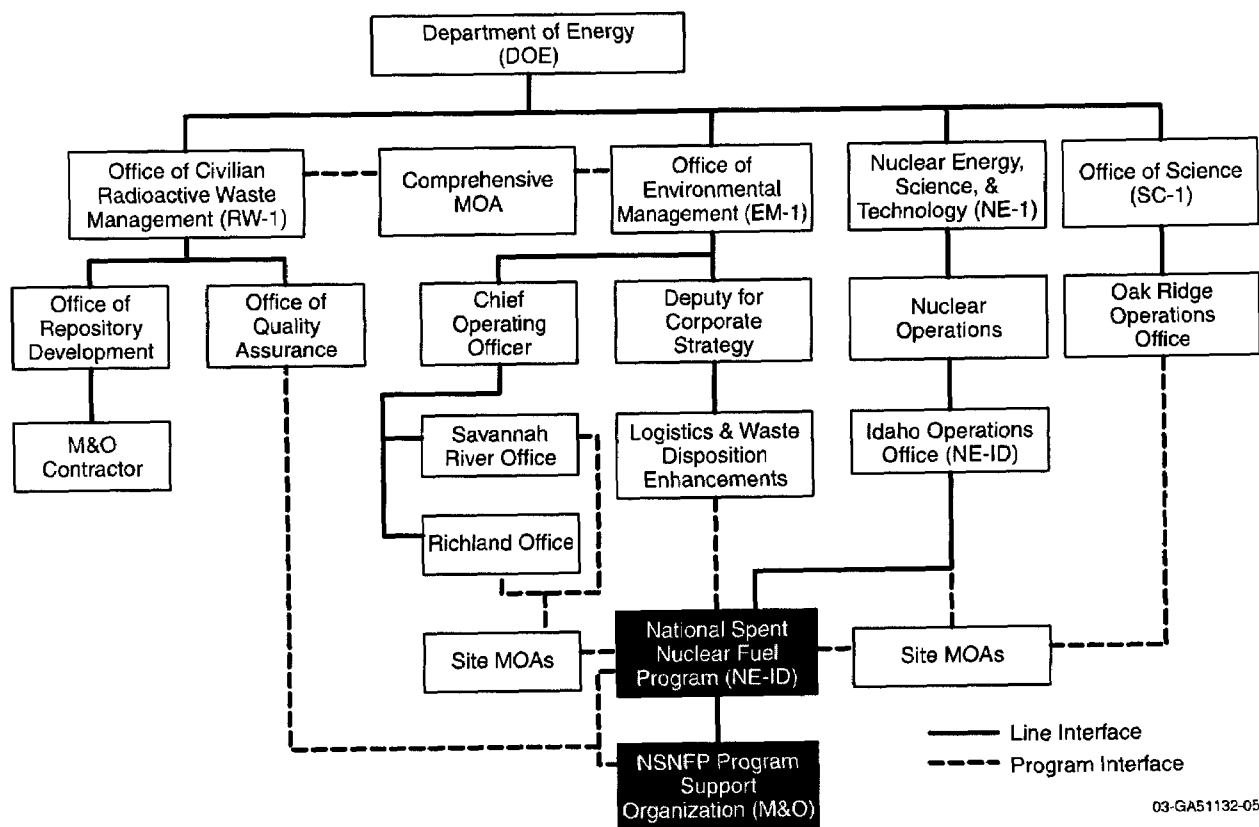 Department of Energy
(DOE)
Office of Civilian
Radioactive Waste
Management (RW-1)
Comprehensive
MOA
Office of
Environmental
Management (EM-1)
Nuclear Energy,
Science, &
Technology (NE-1)
Office of Science
(SC-1)
Office of
Repository
Development
Office of
Quality
Assurance
Chief
Operating
Officer
Deputy for
Corporate
Strategy
Nuclear
Operations
Oak Ridge
Operations
Office
M&O
Contractor
Savannah
River Office
Logistics & Waste
Disposition
Enhancements
Idaho Operations
Office (NE-ID)
Richland Office
Site MOAs
National Spent
Nuclear Fuel
Program (NE-ID)
Site MOAs
NSNFP Program
Support
Organization (M&O)
Line Interface
Program Interface
03-GA51132-05